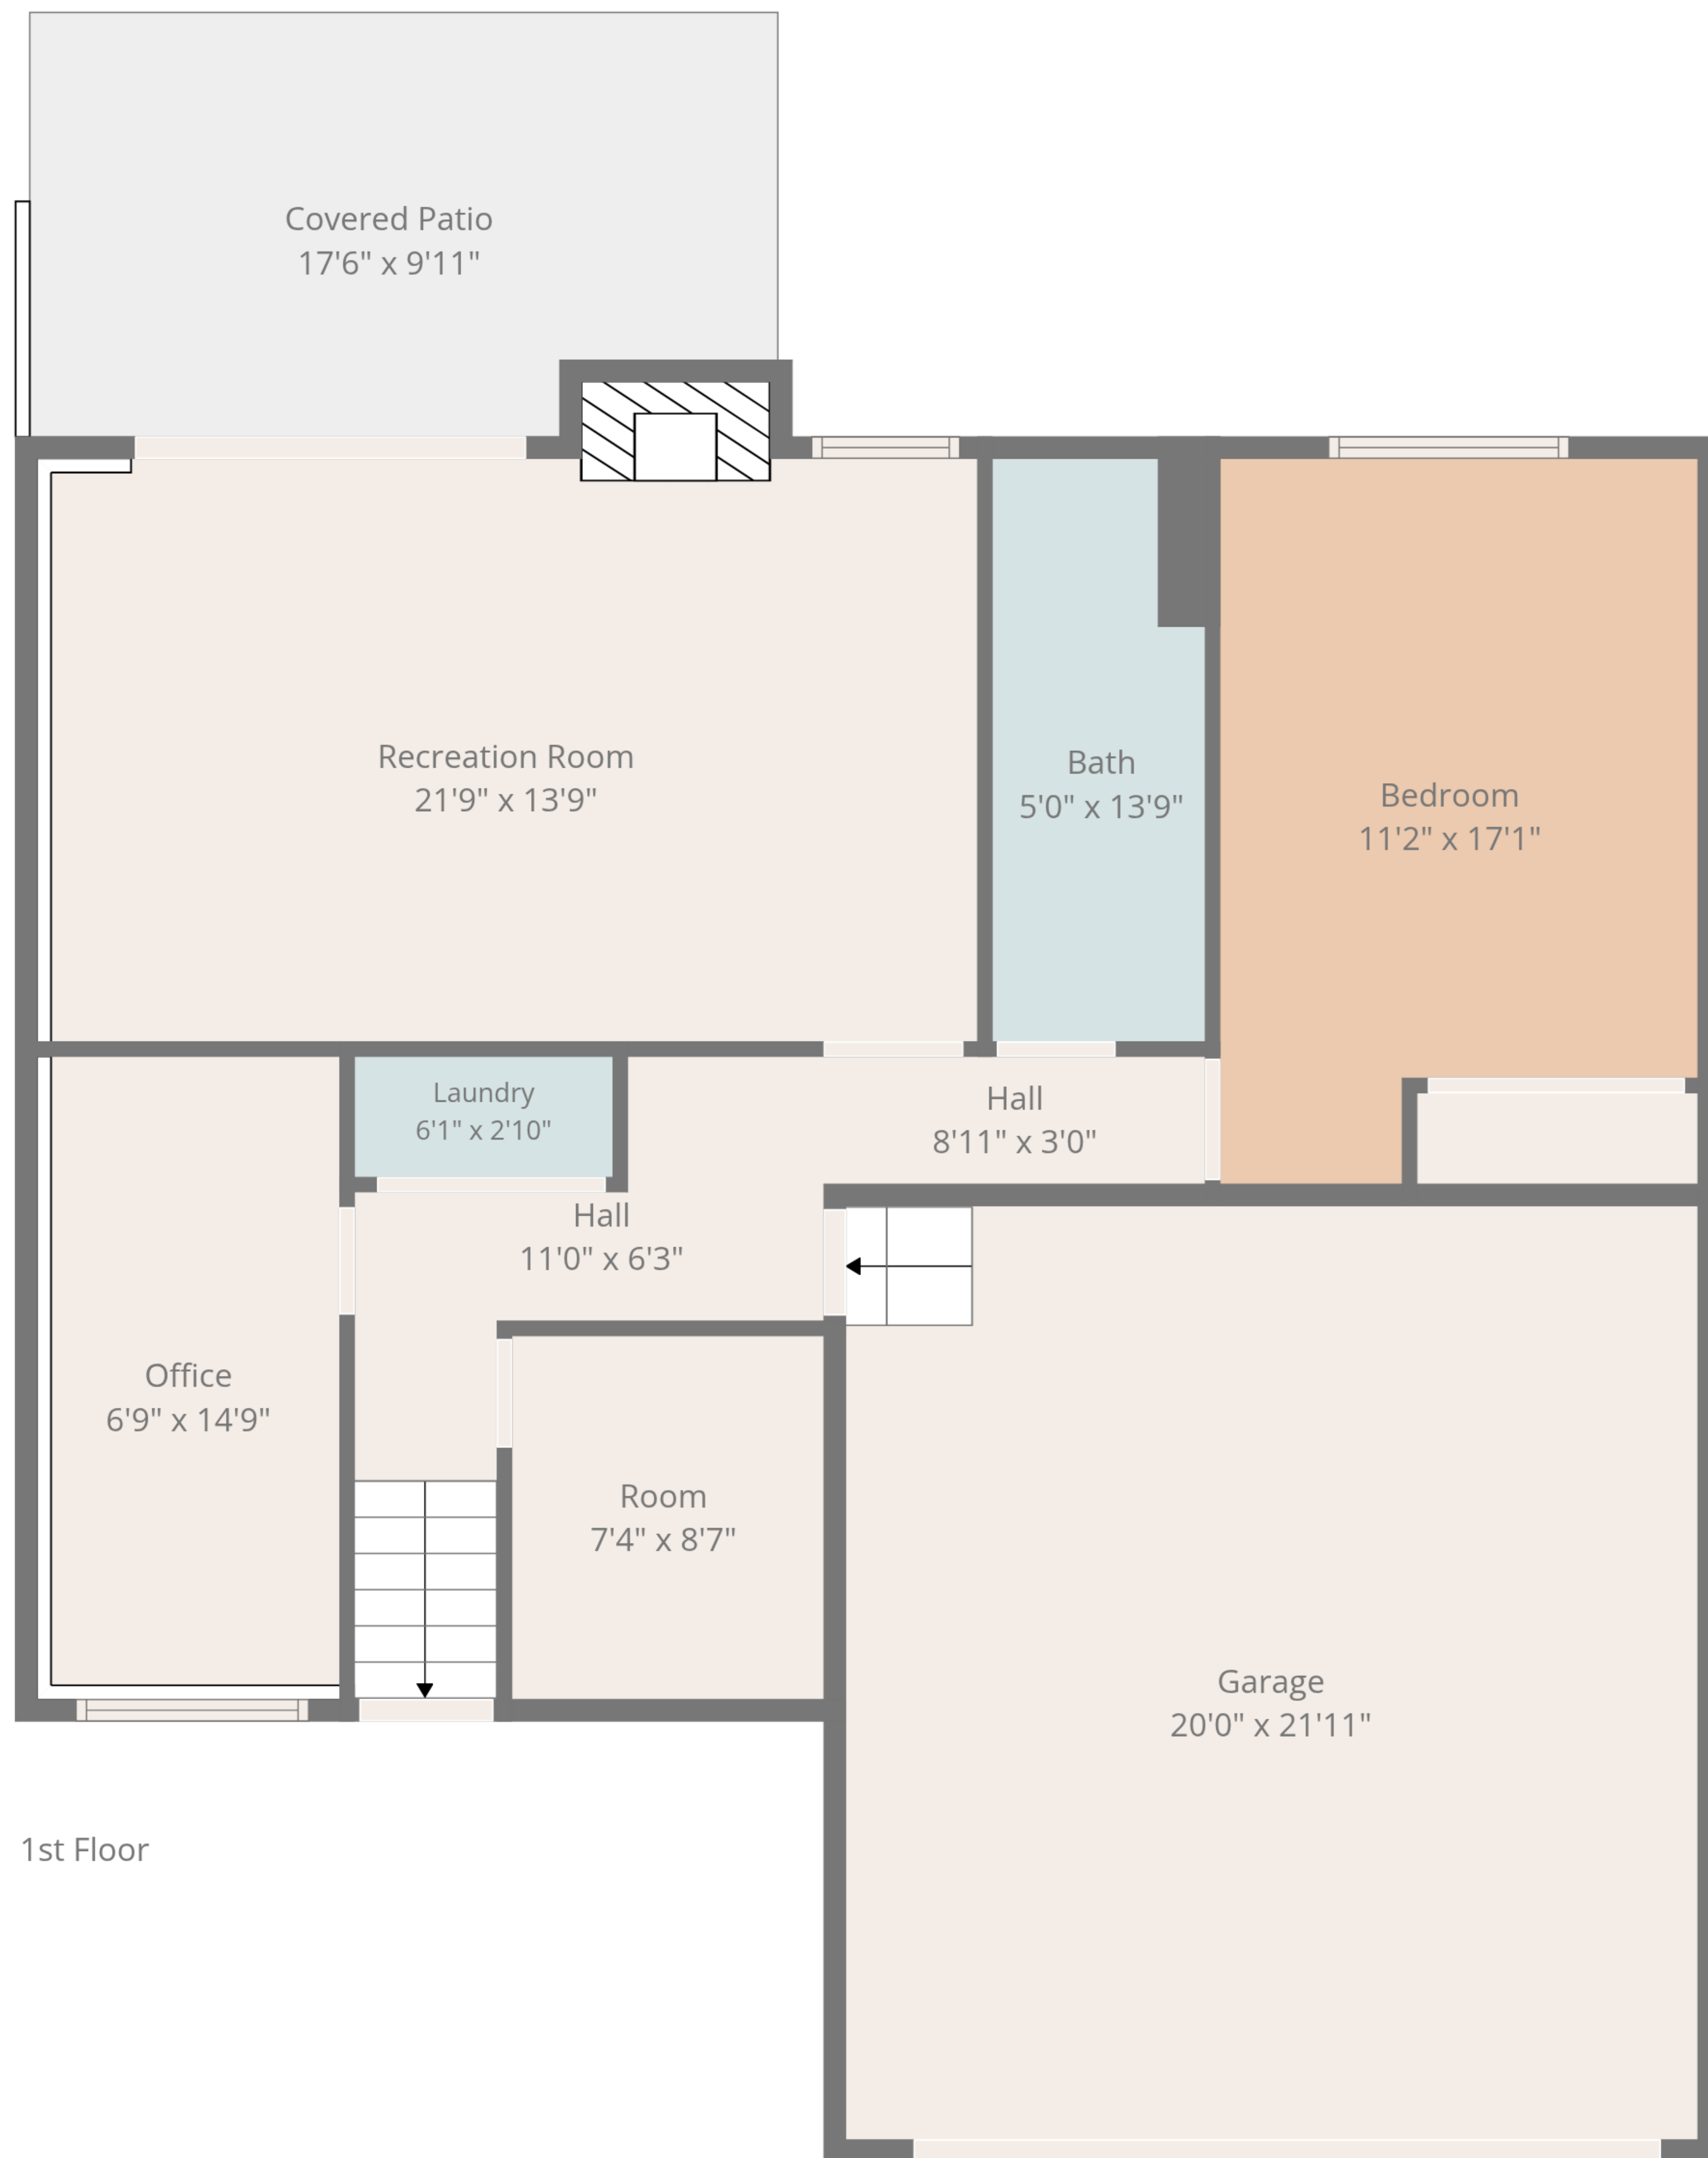 Covered Patio
17'6" x 9'11"
Recreation Room
21'9" x 13'9"
Bath
5'0" x 13'9"
Bedroom
11'2" x 17'1"
Laundry
6'1" x 2'10"
Hall
8'11" x 3'0"
Hall
11'0" x 6'3"
Office
6'9" x 14'9"
Room
7'4" x 8'7"
Garage
20'0" x 21'11"
1st Floor